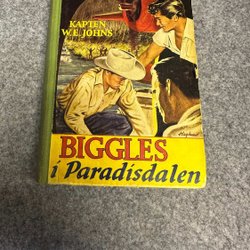 KAPTEN
W.E. JOHNS
BIGGLES
i Paradisdalen